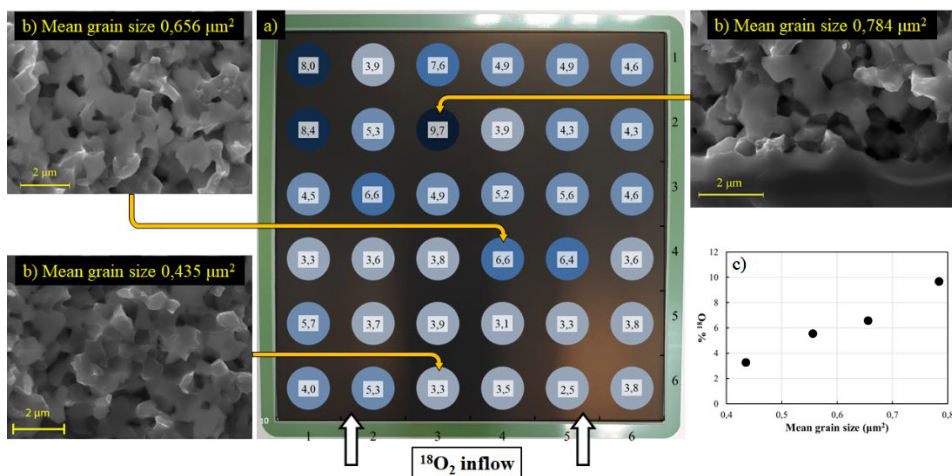 b) Mean grain size 0,656 µm²
2 µm
a)
8,0 3,9 7,6 4,9 4,9 4,6 1
8,4 5,3 9,7 3,9 4,3 4,3 2
4,5 6,6 4,9 5,2 5,6 4,6 3
3,3 3,6 3,8 6,6 6,4 3,6 4
5,7 3,7 3,9 3,1 3,3 3,8 5
4,0 5,3 3,3 3,5 2,5 3,8 6
1 2 3 4 5 6
¹⁸O₂ inflow
b) Mean grain size 0,784 µm²
2 µm
b) Mean grain size 0,435 µm²
2 µm
c)
% ¹⁸O
12
10
8
6
4
2
0
0,4 0,5 0,6 0,7 0,8
Mean grain size (µm²)